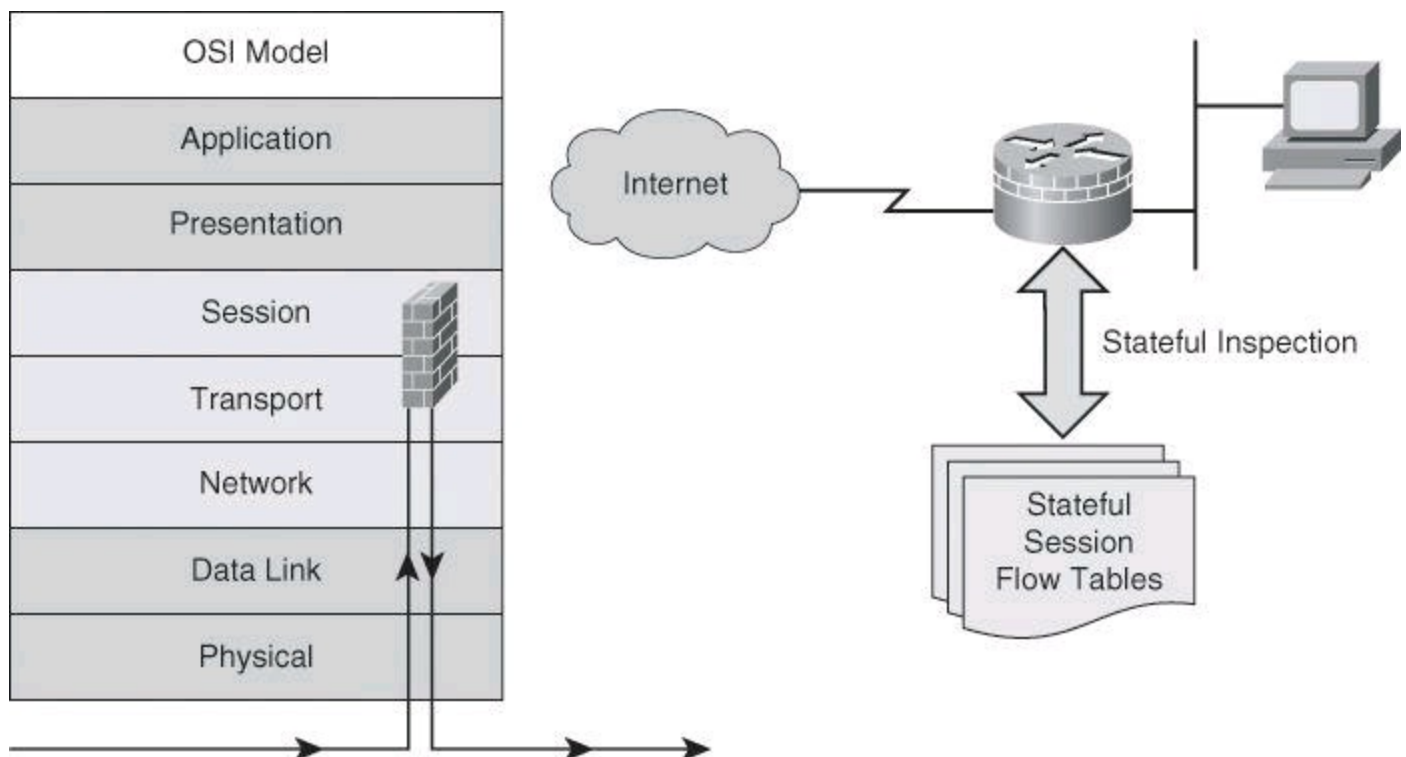 OSI Model
Application
Presentation
Session
Transport
Network
Data Link
Physical
Internet
Stateful Inspection
Stateful
Session
Flow Tables